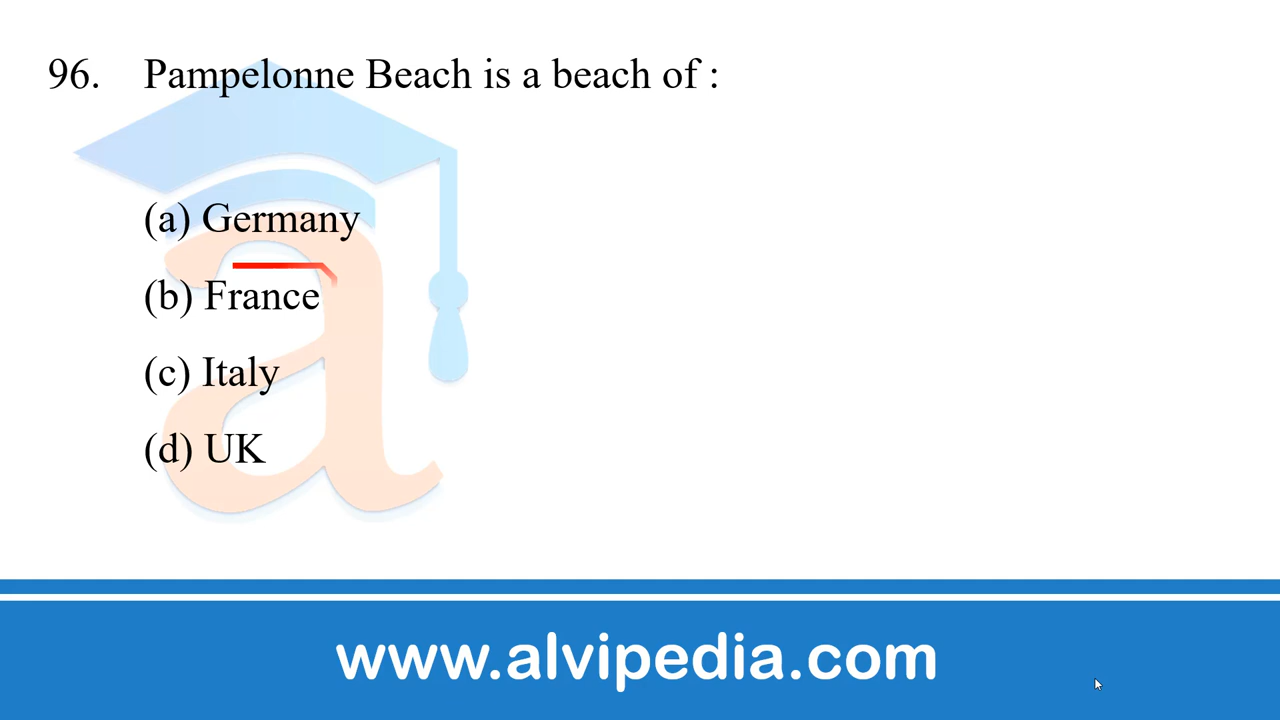 96. Pampelonne Beach is a beach of :
(a) Germany
(b) France
(c) Italy
(d) UK
www.alvipedia.com